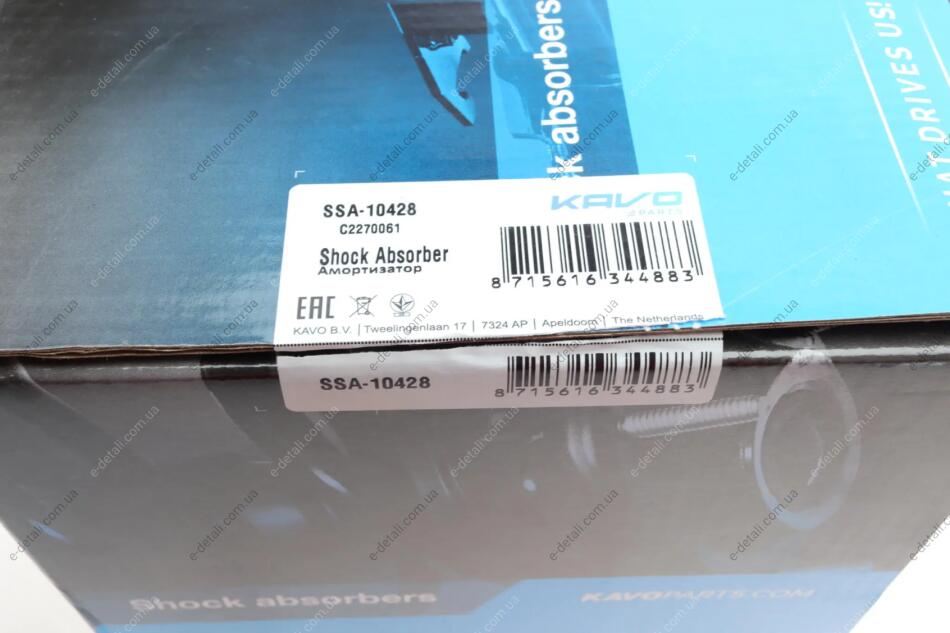 Shock absorbers
DRIVES US!
SSA-10428
KAVO
PARTS
C2270061
Shock Absorber
Амортизатор
8 715616 344883
EAC
KAVO B.V. | Tweelingenlaan 17 | 7324 AP | Apeldoorn | The Netherlands
SSA-10428
8 715616 344883
Shock absorbers
KAVOPARTS.COM
e-detali.com.ua